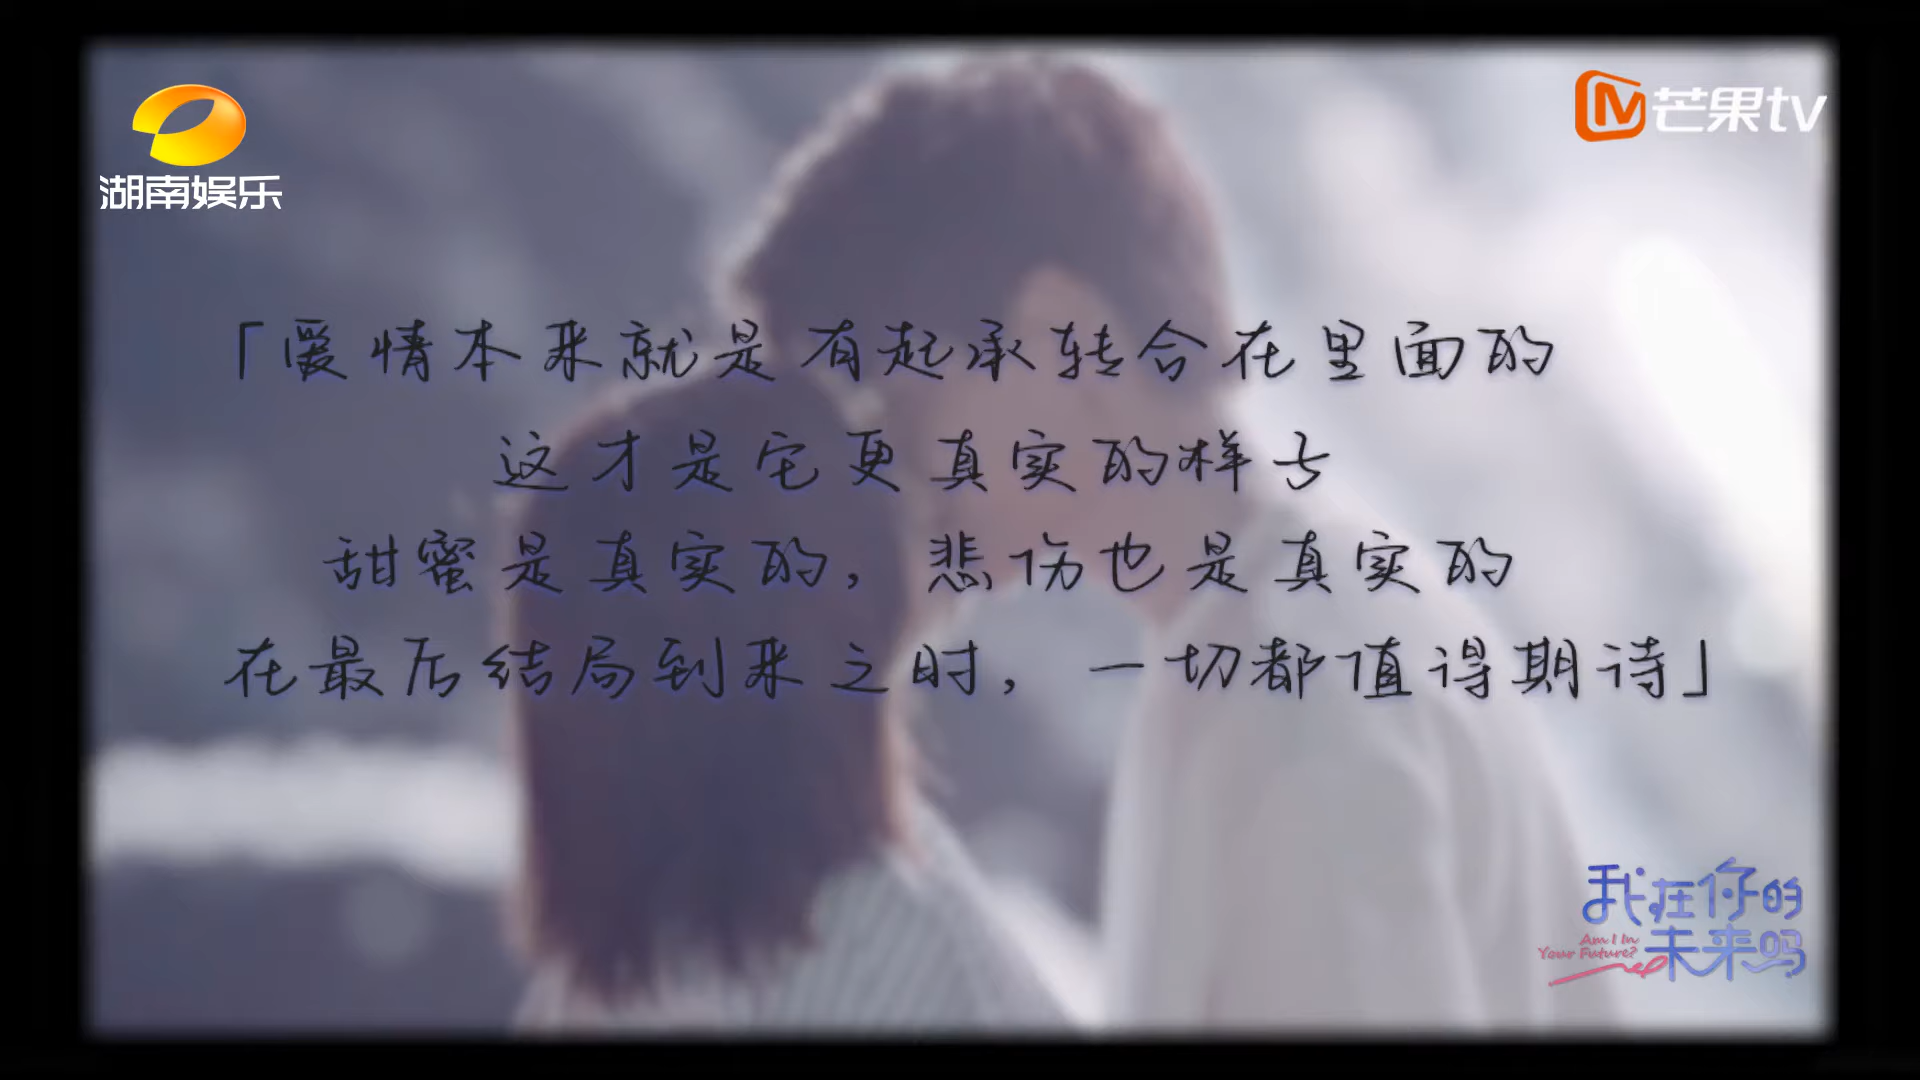 湖南娱乐
芒果tv
「爱情本来就是有起承转合在里面的
这才是它更真实的样子
甜蜜是真实的，悲伤也是真实的
在最后结局到来之时，一切都值得期待」
我在你的
未来吗
Am I In
Your Future?